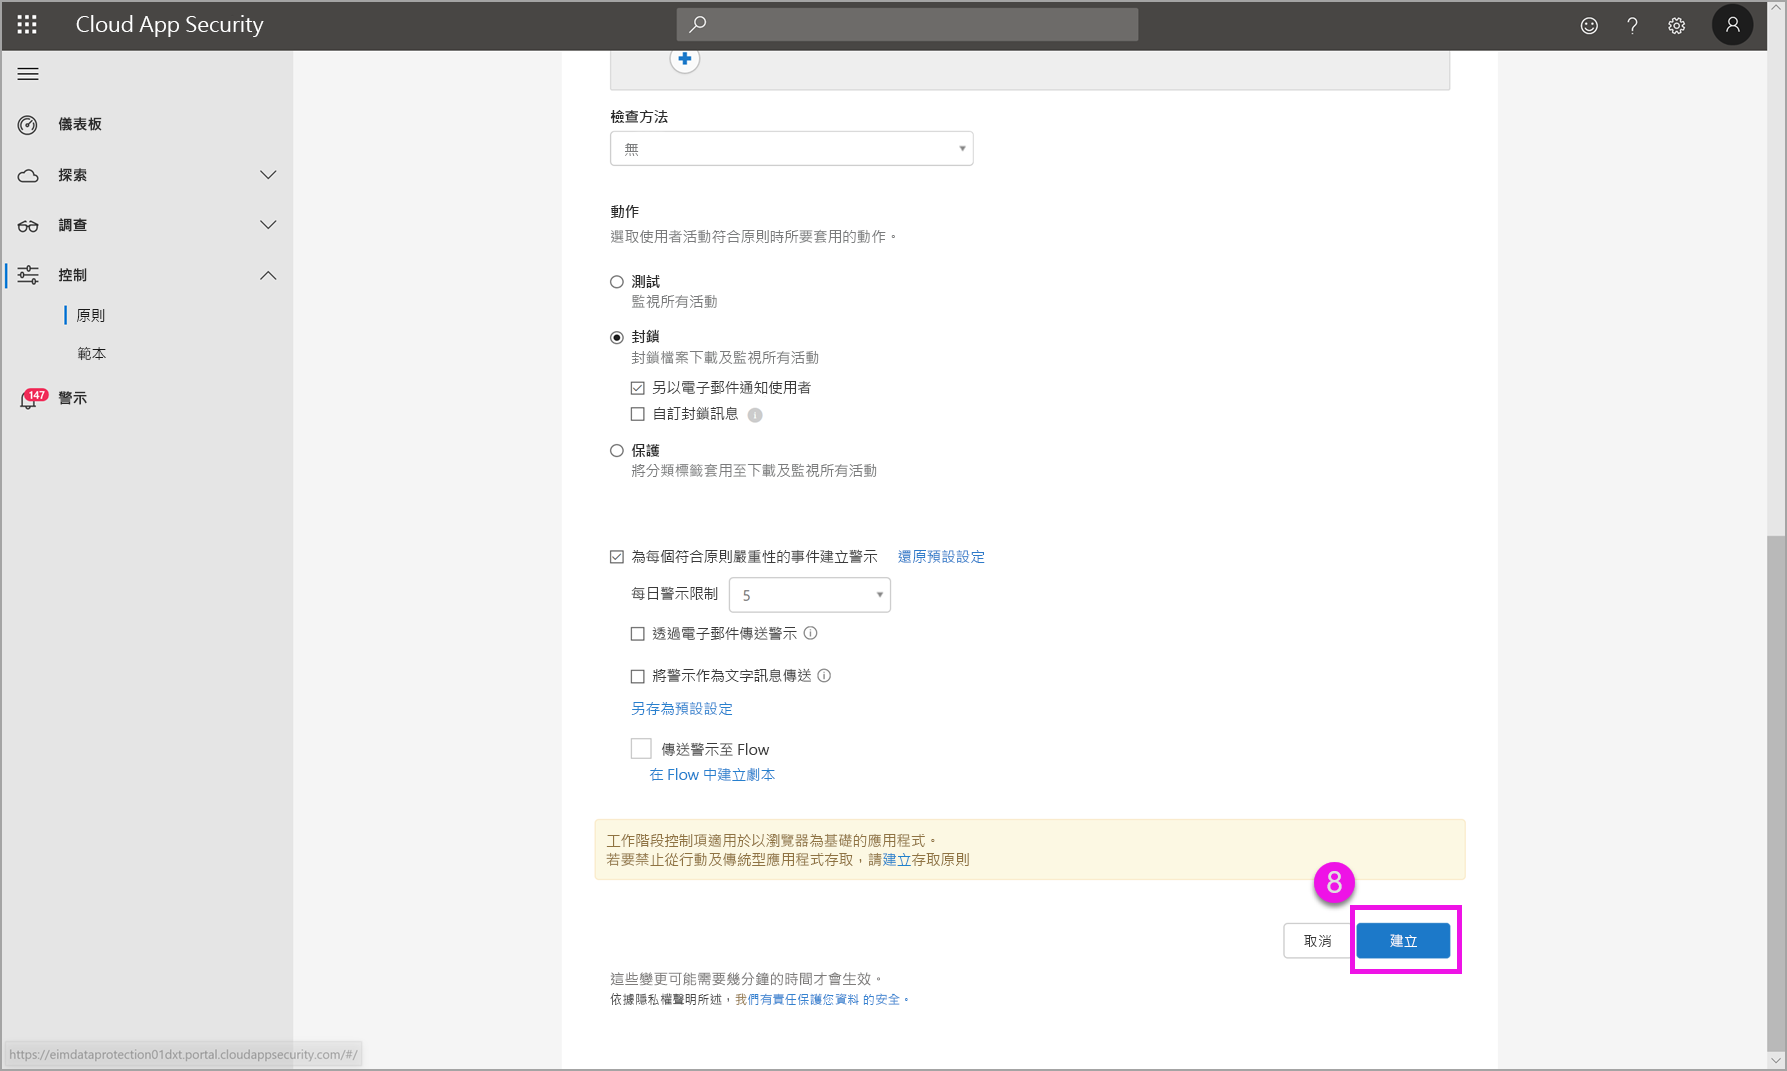 Cloud App Security
儀表板
探索
調查
控制
原則
範本
147
警示
檢查方法
無
動作
選取使用者活動符合原則時所要套用的動作。
測試
監視所有活動
封鎖
封鎖檔案下載及監視所有活動
另以電子郵件通知使用者
自訂封鎖訊息
保護
將分類標籤套用至下載及監視所有活動
為每個符合原則嚴重性的事件建立警示 還原預設設定
每日警示限制 5
透過電子郵件傳送警示
將警示作為文字訊息傳送
另存為預設設定
傳送警示至 Flow
在 Flow 中建立劇本
工作階段控制項適用於以瀏覽器為基礎的應用程式。
若要禁止從行動及傳統型應用程式存取，請建立存取原則
8
取消 建立
這些變更可能需要幾分鐘的時間才會生效。
依據隱私權聲明所述，我們有責任保護您資料 的安全。
https://eimdataprotection01dxt.portal.cloudappsecurity.com/#/